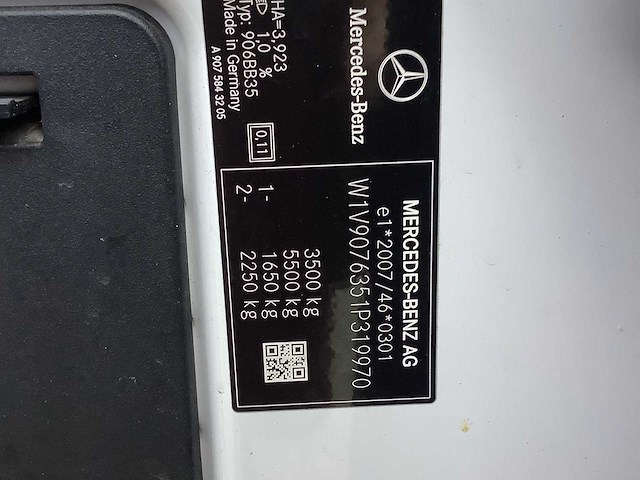 Mercedes-Benz
HA=3,923
1,0 %
Typ: 906BB35
Made in Germany
A 907 584 32 05
0,11
MERCEDES-BENZ AG
e1*2007/46*0301
W1V9076351P319970
3500 kg
5500 kg
1- 1650 kg
2- 2250 kg